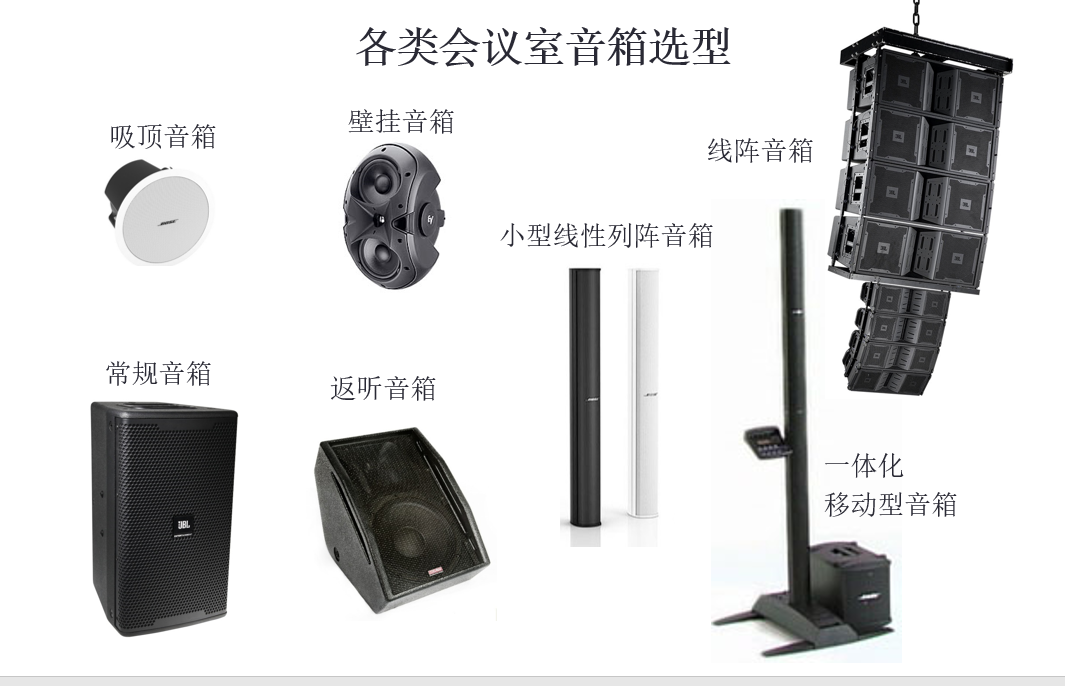 各类会议室音箱选型
吸顶音箱
壁挂音箱
线阵音箱
小型线性列阵音箱
常规音箱
返听音箱
一体化
移动型音箱
JBL